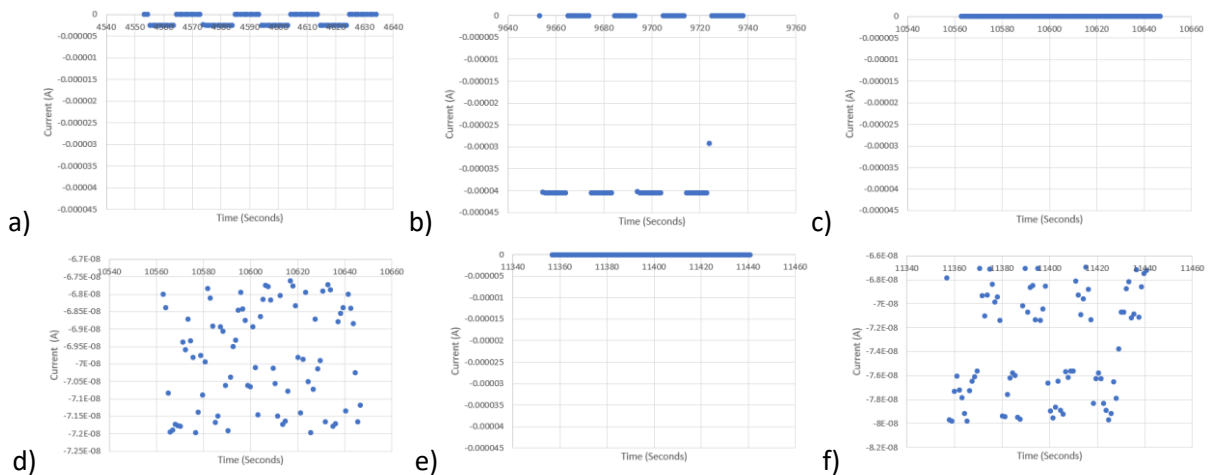 0
4540 4550 4560 4570 4580 4590 4600 4610 4620 4630 4640
-0.000005
-0.00001
-0.000015
-0.00002
-0.000025
-0.00003
-0.000035
-0.00004
-0.000045
Current (A)
Time (Seconds)
a)
0
9640 9660 9680 9700 9720 9740 9760
-0.000005
-0.00001
-0.000015
-0.00002
-0.000025
-0.00003
-0.000035
-0.00004
-0.000045
Current (A)
Time (Seconds)
b)
0
10540 10560 10580 10600 10620 10640 10660
-0.000005
-0.00001
-0.000015
-0.00002
-0.000025
-0.00003
-0.000035
-0.00004
-0.000045
Current (A)
Time (Seconds)
c)
-6.7E-08
10540 10560 10580 10600 10620 10640 10660
-6.75E-08
-6.8E-08
-6.85E-08
-6.9E-08
-6.95E-08
-7E-08
-7.05E-08
-7.1E-08
-7.15E-08
-7.2E-08
-7.25E-08
Current (A)
Time (Seconds)
d)
0
11340 11360 11380 11400 11420 11440 11460
-0.000005
-0.00001
-0.000015
-0.00002
-0.000025
-0.00003
-0.000035
-0.00004
-0.000045
Current (A)
Time (Seconds)
e)
-6.6E-08
11340 11360 11380 11400 11420 11440 11460
-6.8E-08
-7E-08
-7.2E-08
-7.4E-08
-7.6E-08
-7.8E-08
-8E-08
-8.2E-08
Current (A)
Time (Seconds)
f)